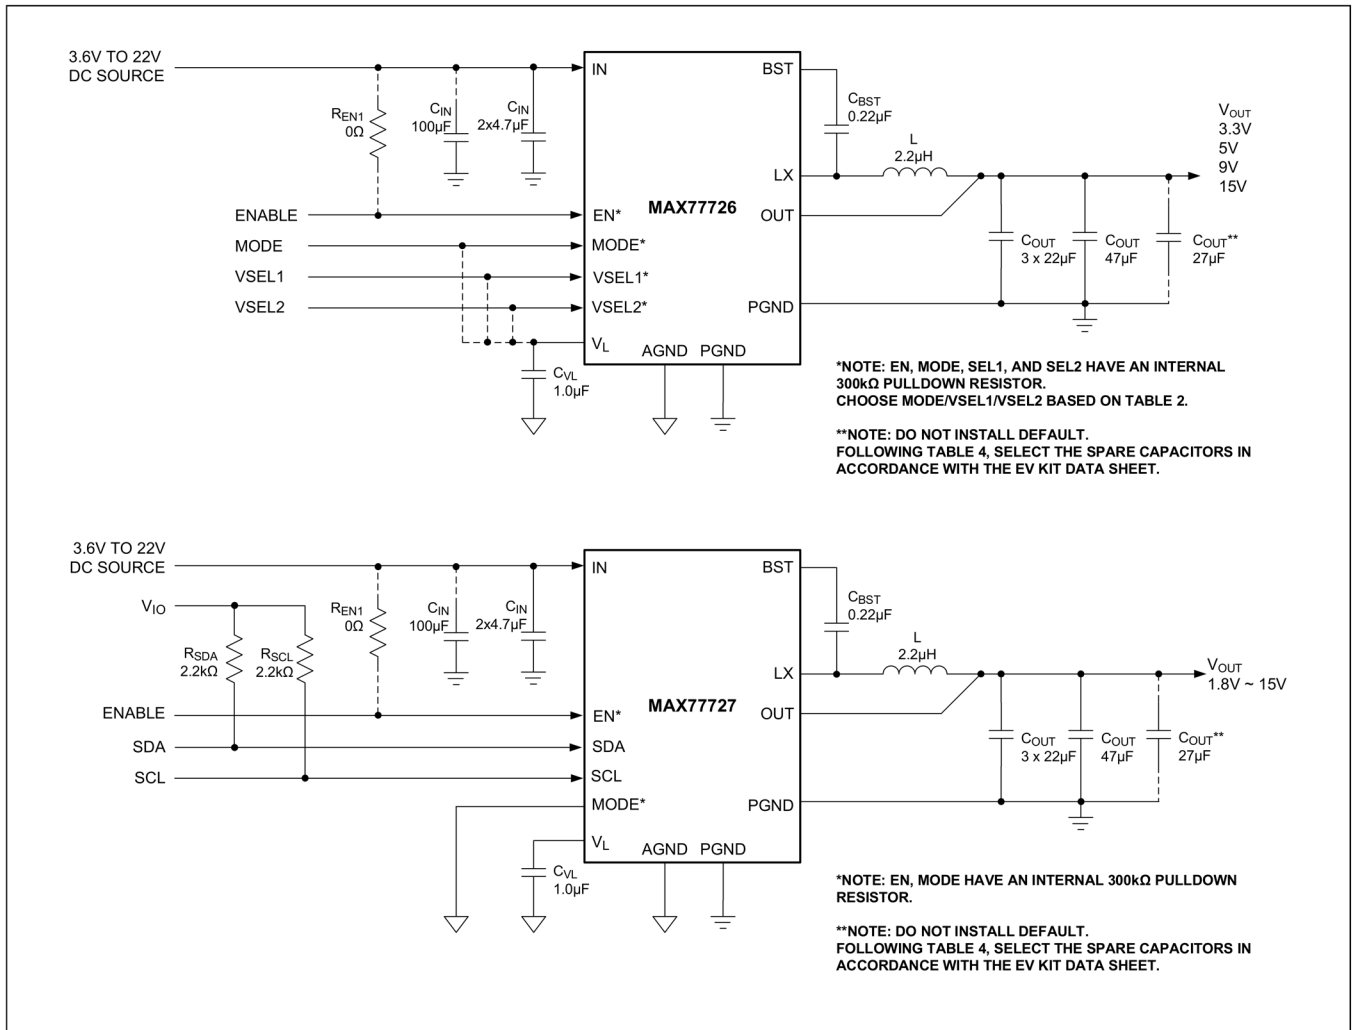 3.6V TO 22V
DC SOURCE
REN1
0Ω
CIN
100µF
CIN
2x4.7µF
IN
BST
CBST
0.22µF
L
2.2µH
LX
OUT
VOUT
3.3V
5V
9V
15V
MAX77726
ENABLE
EN*
MODE
MODE*
VSEL1
VSEL1*
VSEL2
VSEL2*
VL
CVL
1.0µF
AGND
PGND
PGND
COUT
3 x 22µF
COUT
47µF
COUT**
27µF
*NOTE: EN, MODE, SEL1, AND SEL2 HAVE AN INTERNAL
300kΩ PULLDOWN RESISTOR.
CHOOSE MODE/VSEL1/VSEL2 BASED ON TABLE 2.
**NOTE: DO NOT INSTALL DEFAULT.
FOLLOWING TABLE 4, SELECT THE SPARE CAPACITORS IN
ACCORDANCE WITH THE EV KIT DATA SHEET.
3.6V TO 22V
DC SOURCE
VIO
RSDA
2.2kΩ
RSCL
2.2kΩ
REN1
0Ω
CIN
100µF
CIN
2x4.7µF
IN
BST
CBST
0.22µF
L
2.2µH
LX
OUT
VOUT
1.8V ~ 15V
MAX77727
ENABLE
EN*
SDA
SDA
SCL
SCL
MODE*
VL
CVL
1.0µF
AGND
PGND
PGND
COUT
3 x 22µF
COUT
47µF
COUT**
27µF
*NOTE: EN, MODE HAVE AN INTERNAL 300kΩ PULLDOWN
RESISTOR.
**NOTE: DO NOT INSTALL DEFAULT.
FOLLOWING TABLE 4, SELECT THE SPARE CAPACITORS IN
ACCORDANCE WITH THE EV KIT DATA SHEET.